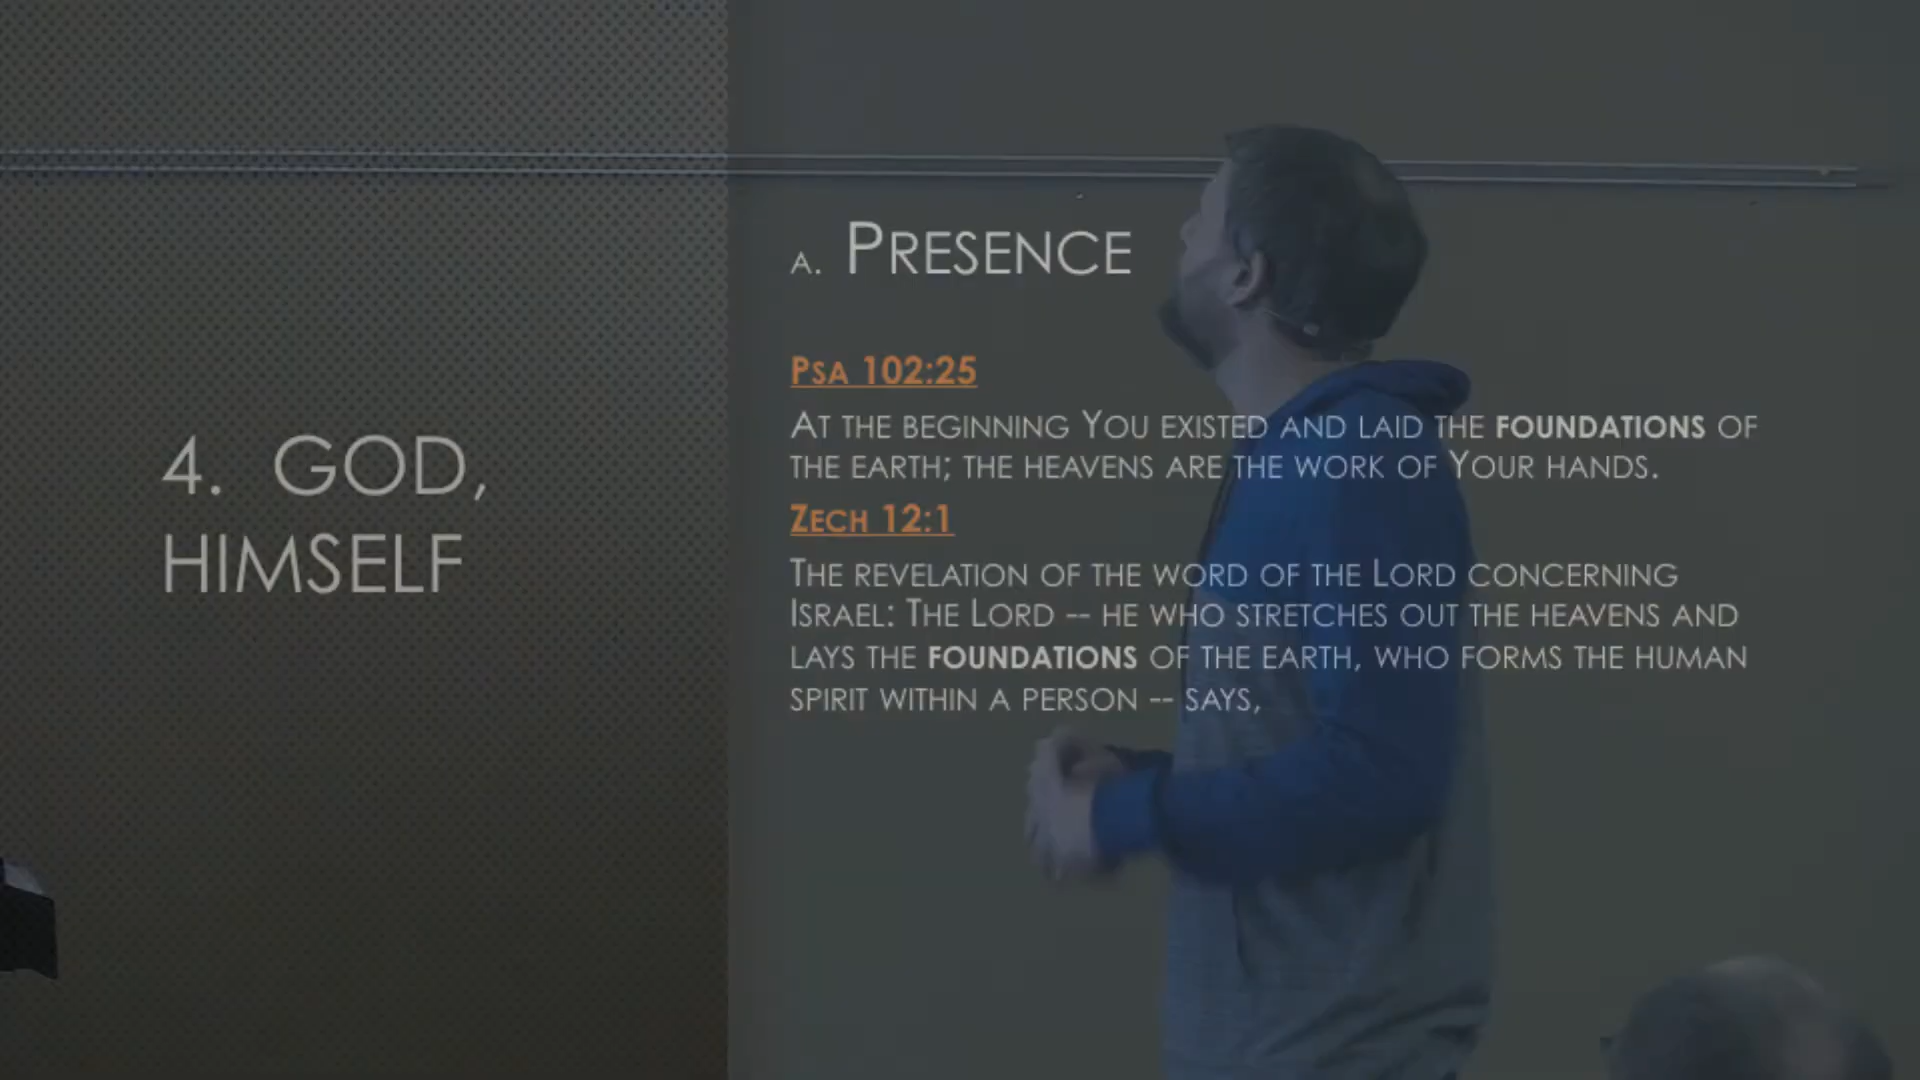 4. GOD,
HIMSELF
A. PRESENCE
PSA 102:25
AT THE BEGINNING YOU EXISTED AND LAID THE FOUNDATIONS OF
THE EARTH; THE HEAVENS ARE THE WORK OF YOUR HANDS.
ZECH 12:1
THE REVELATION OF THE WORD OF THE LORD CONCERNING
ISRAEL: THE LORD -- HE WHO STRETCHES OUT THE HEAVENS AND
LAYS THE FOUNDATIONS OF THE EARTH, WHO FORMS THE HUMAN
SPIRIT WITHIN A PERSON -- SAYS,